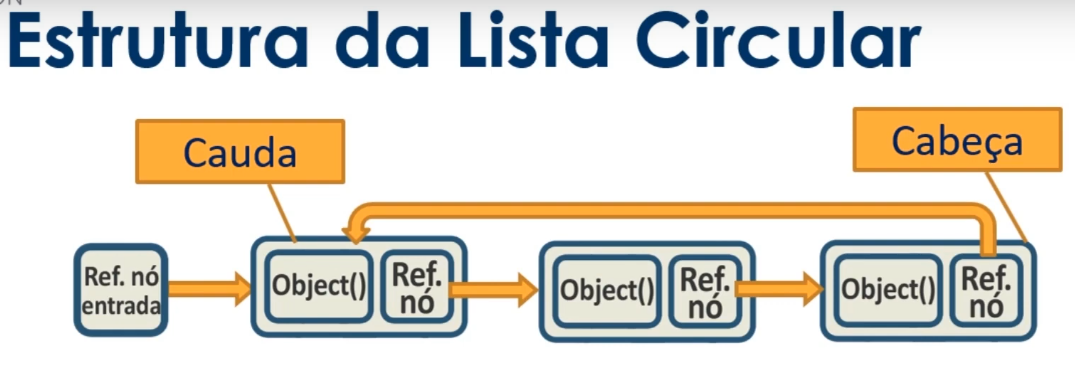 Estrutura da Lista Circular
Cauda
Cabeça
Ref. nó
entrada
Object()
Ref.
nó
Object()
Ref.
nó
Object()
Ref.
nó